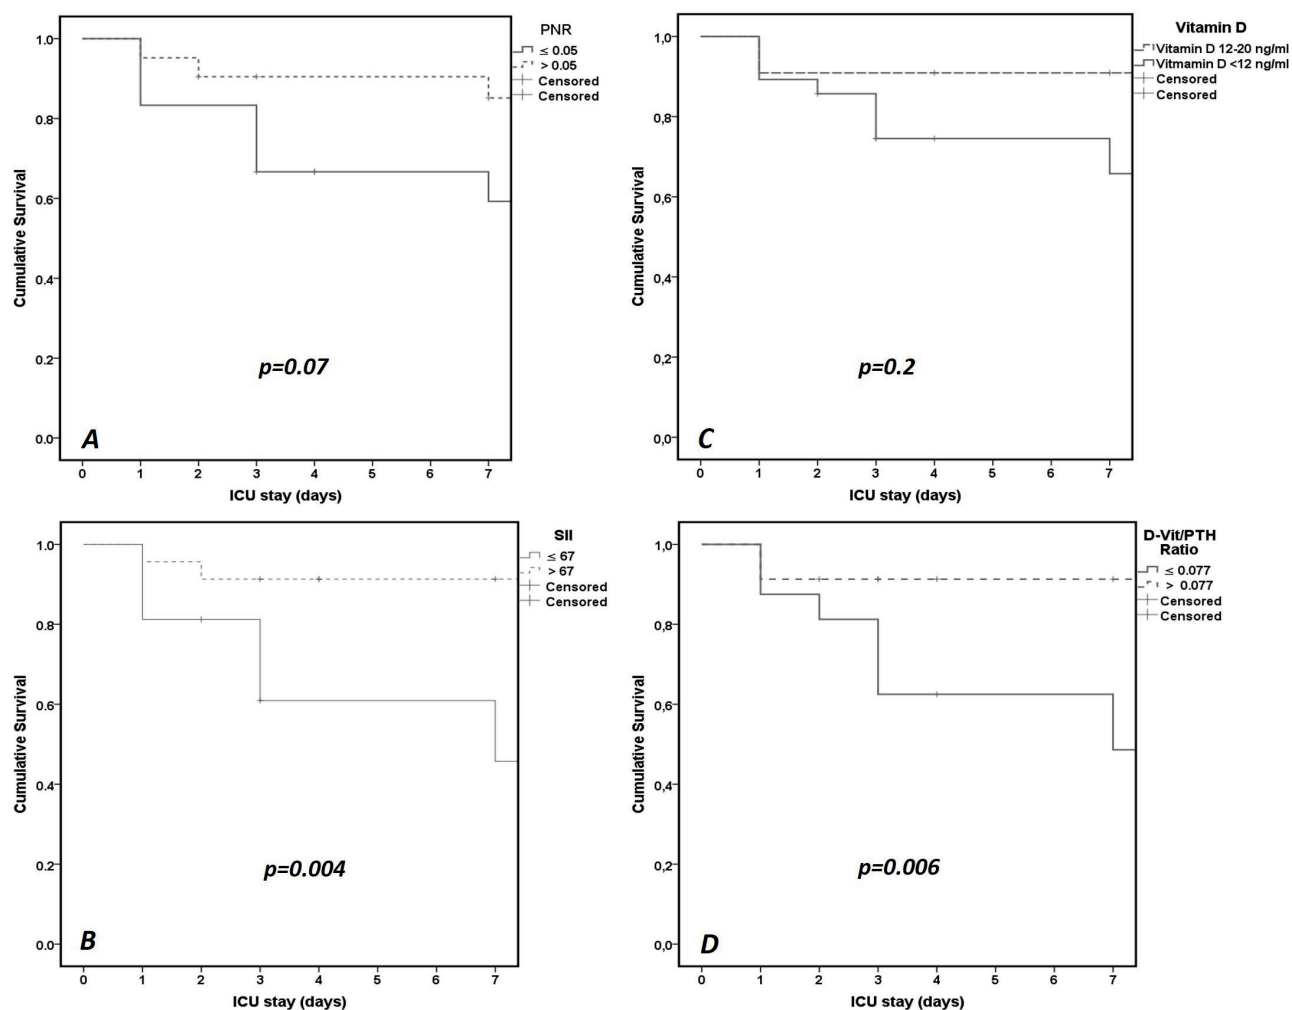 PNR
≤ 0.05
> 0.05
Censored
Censored
1.0
0.8
0.6
0.4
0.2
0.0
Cumulative Survival
p=0.07
A
0 1 2 3 4 5 6 7
ICU stay (days)
Vitamin D
Vitamin D 12-20 ng/ml
Vitmamin D <12 ng/ml
Censored
Censored
1,0
0,8
0,6
0,4
0,2
0,0
Cumulative Survival
p=0.2
C
0 1 2 3 4 5 6 7
ICU stay (days)
SII
≤ 67
> 67
Censored
Censored
1.0
0.8
0.6
0.4
0.2
0.0
Cumulative Survival
p=0.004
B
0 1 2 3 4 5 6 7
ICU stay (days)
D-Vit/PTH
Ratio
≤ 0.077
> 0.077
Censored
Censored
1,0
0,8
0,6
0,4
0,2
0,0
Cumulative Survival
p=0.006
D
0 1 2 3 4 5 6 7
ICU stay (days)